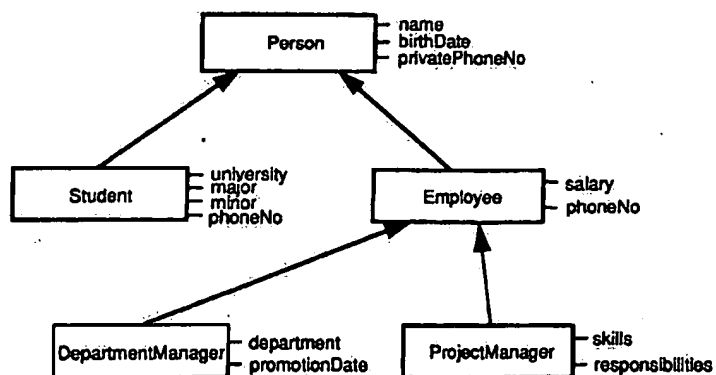 Person
name
birthDate
privatePhoneNo
Student
university
major
minor
phoneNo
Employee
salary
phoneNo
DepartmentManager
department
promotionDate
ProjectManager
skills
responsibilities